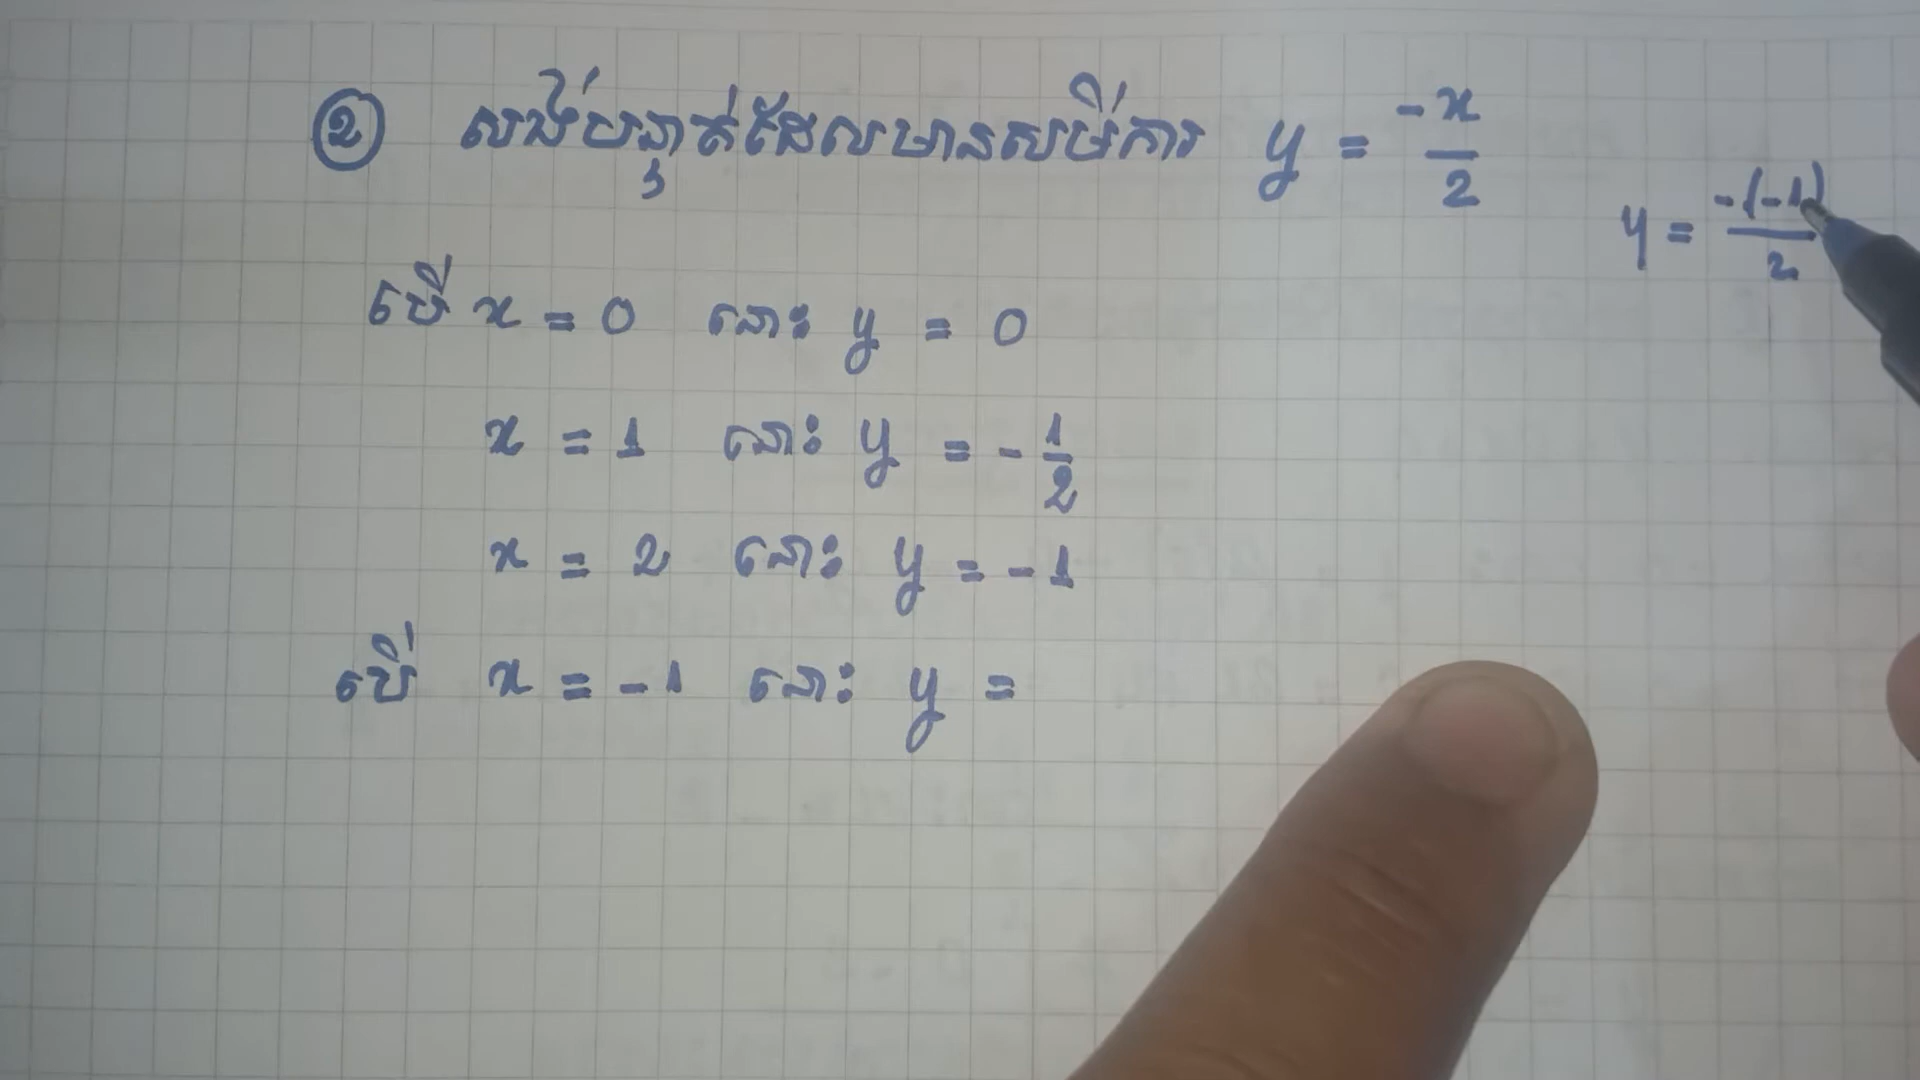 ② សង់បន្ទាត់ដែលមានសមីការ y = -x/2
y = -(-1)/2
បើ x = 0 នោះ y = 0
x = 1 នោះ y = -1/2
x = 2 នោះ y = -1
បើ x = -1 នោះ y =